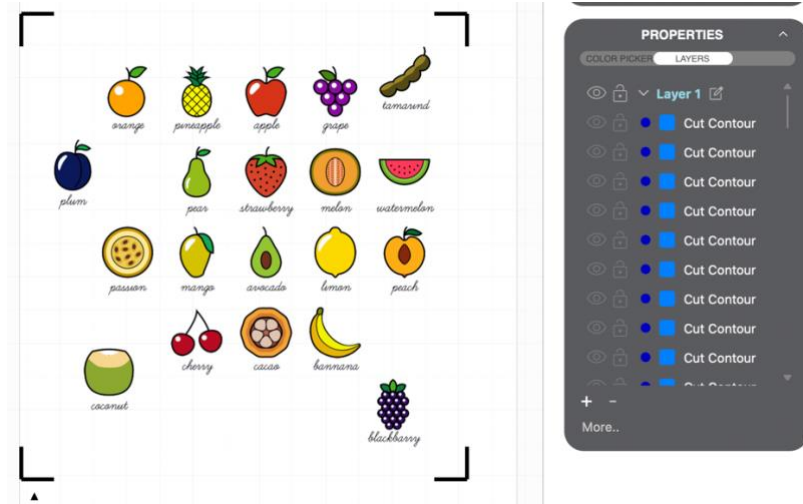 tamarind
orange pineapple apple grape
plum
pear strawberry melon watermelon
passion mango avocado limon peach
cherry cacao bannana
coconut
blackbarry
PROPERTIES
COLOR PICKER LAYERS
Layer 1
Cut Contour
Cut Contour
Cut Contour
Cut Contour
Cut Contour
Cut Contour
Cut Contour
Cut Contour
Cut Contour
+ -
More..